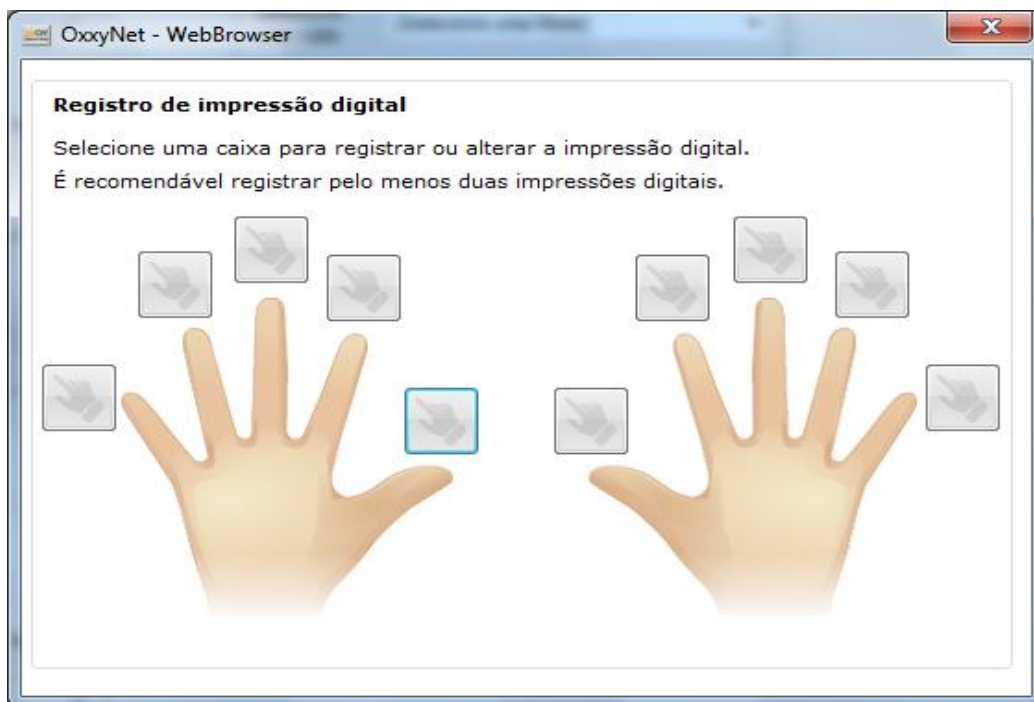 OxxyNet - WebBrowser
Registro de impressão digital
Selecione uma caixa para registrar ou alterar a impressão digital.
É recomendável registrar pelo menos duas impressões digitais.